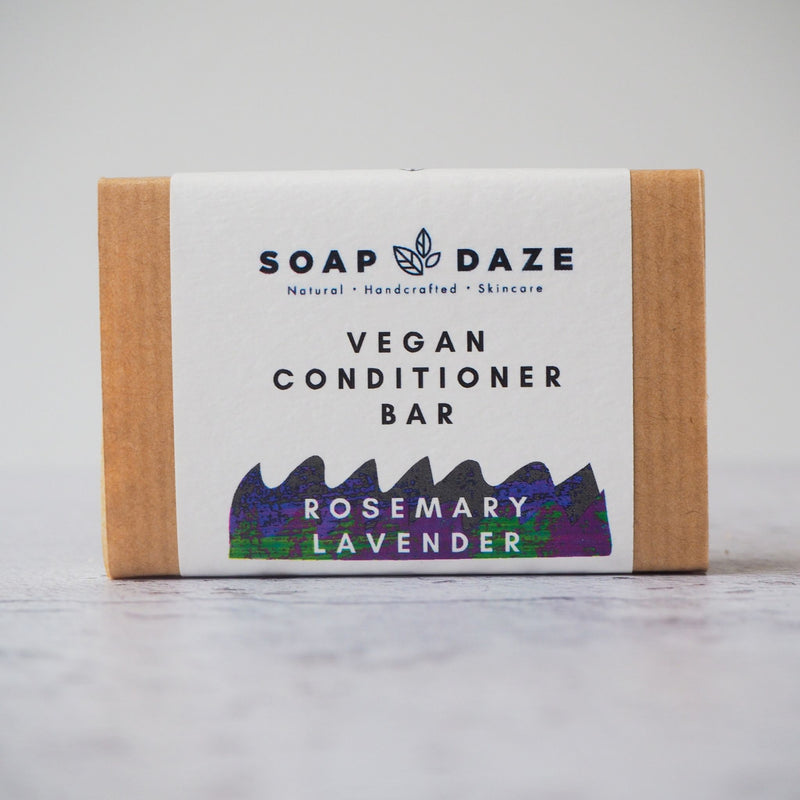 SOAP DAZE
Natural • Handcrafted • Skincare
VEGAN
CONDITIONER
BAR
ROSEMARY
LAVENDER